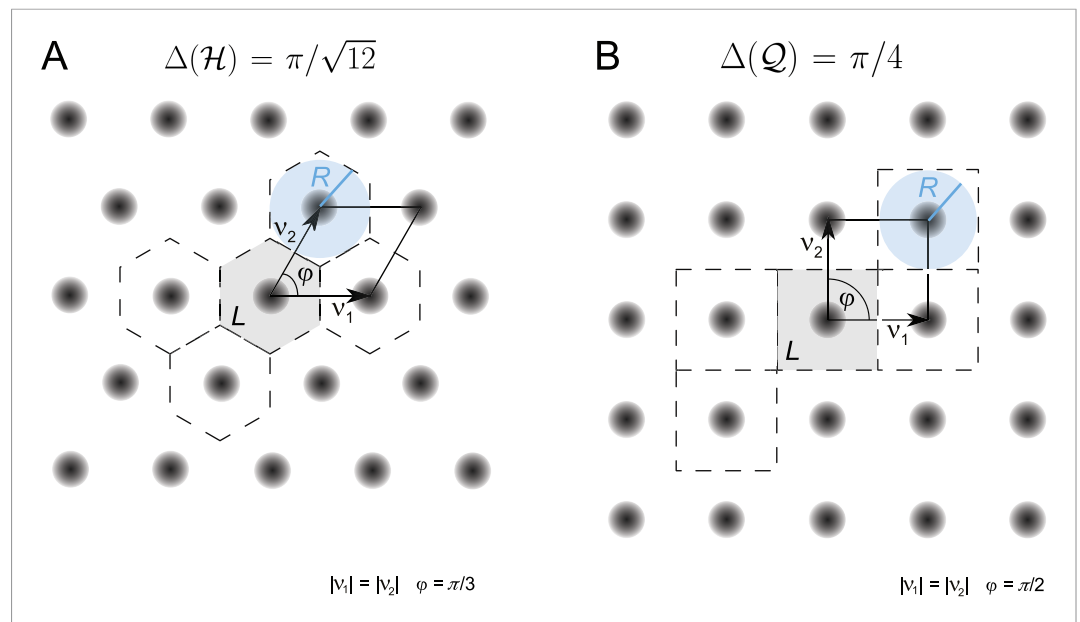 A
Δ(ℋ) = π/√12
R
ν₂
φ
L
ν₁
|ν₁| = |ν₂| φ = π/3
B
Δ(𝒬) = π/4
R
ν₂
φ
ν₁
L
|ν₁| = |ν₂| φ = π/2